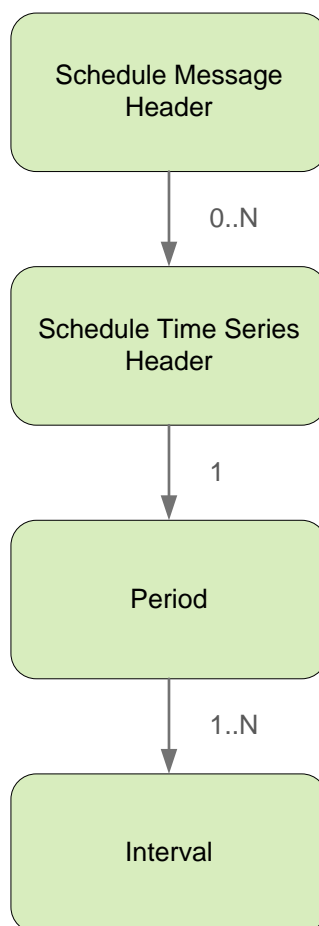 Schedule Message
Header
0..N
Schedule Time Series
Header
1
Period
1..N
Interval